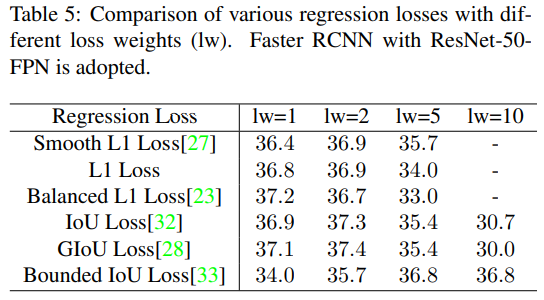 Table 5: Comparison of various regression losses with dif-
ferent loss weights (lw). Faster RCNN with ResNet-50-
FPN is adopted.
Regression Loss lw=1 lw=2 lw=5 lw=10
Smooth L1 Loss[27] 36.4 36.9 35.7 -
L1 Loss 36.8 36.9 34.0 -
Balanced L1 Loss[23] 37.2 36.7 33.0 -
IoU Loss[32] 36.9 37.3 35.4 30.7
GIoU Loss[28] 37.1 37.4 35.4 30.0
Bounded IoU Loss[33] 34.0 35.7 36.8 36.8